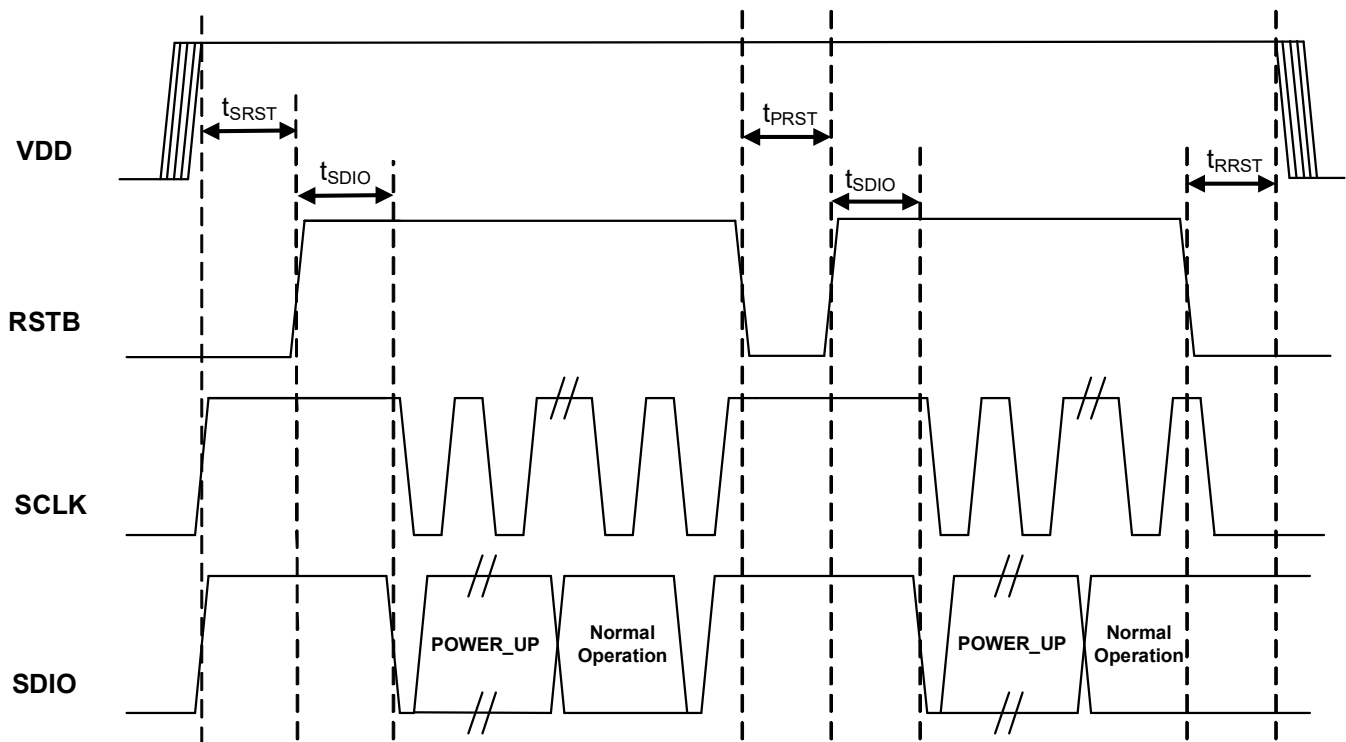 tSRST
tPRST
VDD
tSDIO
tSDIO
tRRST
RSTB
SCLK
POWER_UP
Normal
Operation
POWER_UP
Normal
Operation
SDIO